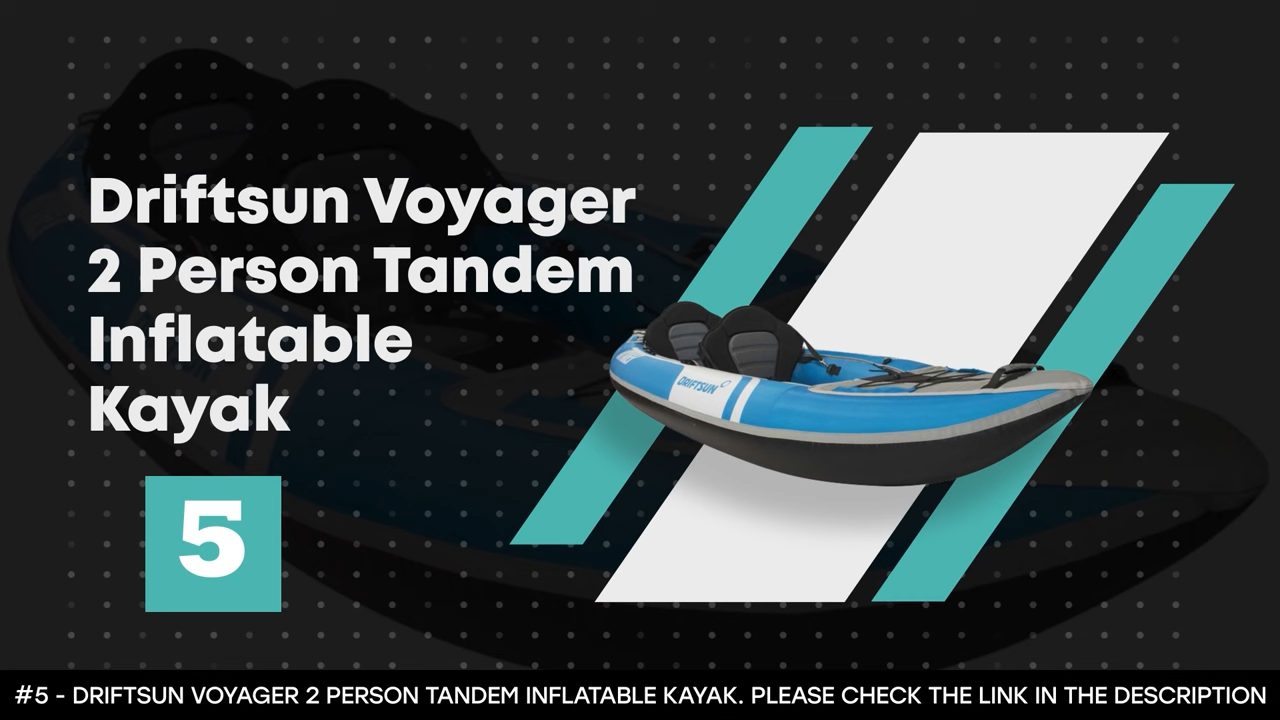 Driftsun Voyager
2 Person Tandem
Inflatable
Kayak
DRIFTSUN
5
#5 - DRIFTSUN VOYAGER 2 PERSON TANDEM INFLATABLE KAYAK. PLEASE CHECK THE LINK IN THE DESCRIPTION